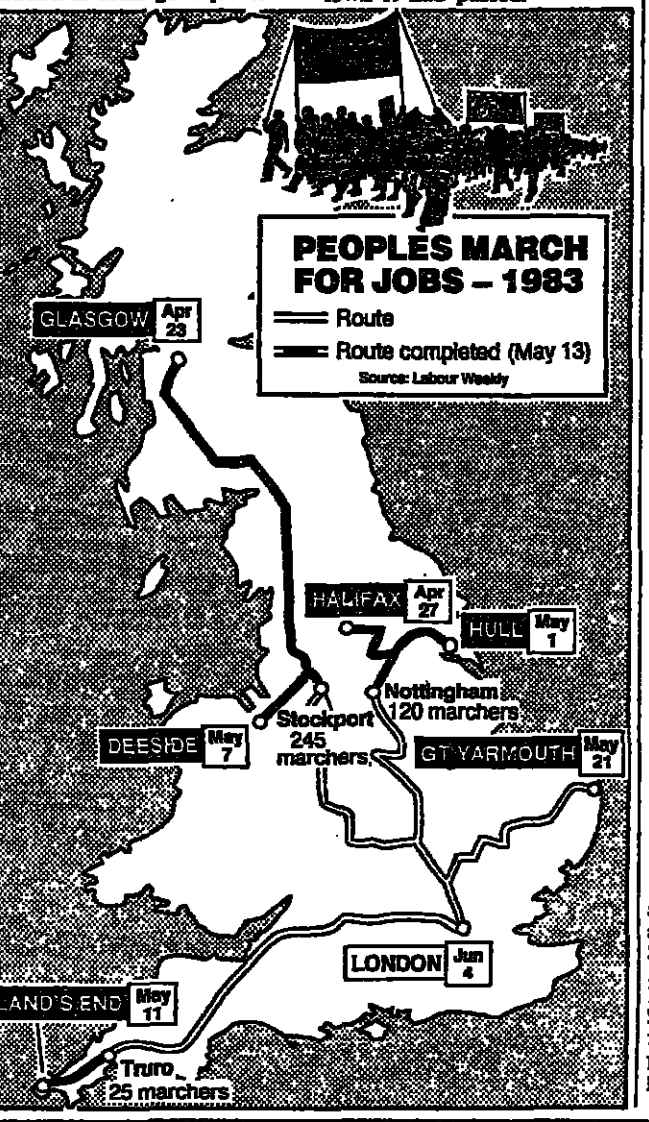 PEOPLES MARCH
FOR JOBS – 1983
Route
Route completed (May 13)
Source: Labour Weekly
GLASGOW Apr
23
HALIFAX Apr
27
HULL May
1
Nottingham
120 marchers
Stockport
245
marchers
DEESIDE May
7
GT YARMOUTH May
21
LONDON Jun
4
LAND'S END May
11
Truro
25 marchers